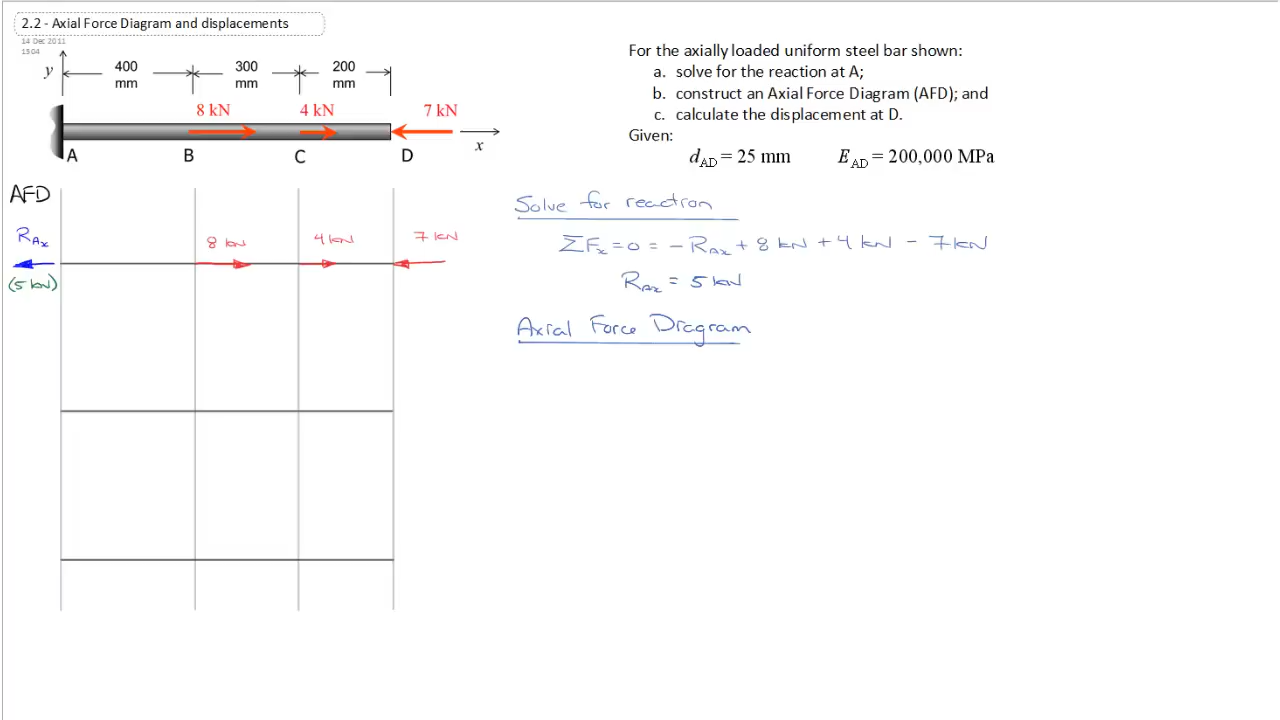 2.2 - Axial Force Diagram and displacements
14 Dec 2011
1504
y
400 mm
300 mm
200 mm
8 kN
4 kN
7 kN
x
A
B
C
D
For the axially loaded uniform steel bar shown:
a. solve for the reaction at A;
b. construct an Axial Force Diagram (AFD); and
c. calculate the displacement at D.
Given:
d_AD = 25 mm E_AD = 200,000 MPa
AFD
R_Ax
(5 kN)
8 kN
4 kN
7 kN
Solve for reaction
ΣF_x = 0 = - R_Ax + 8 kN + 4 kN - 7 kN
R_Ax = 5 kN
Axial Force Diagram